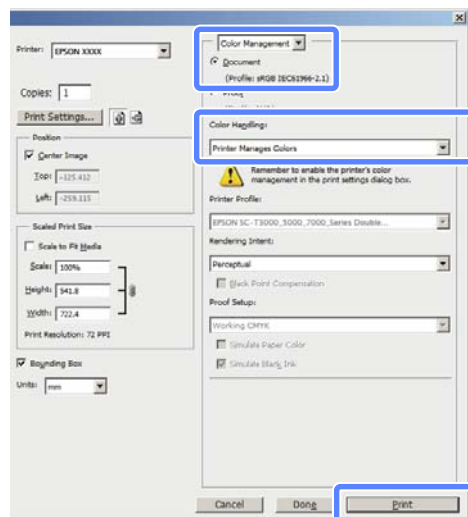 Printer: EPSON XXXX
Copies: 1
Print Settings...
Position
Center Image
Top: -125.412
Left: -259.115
Scaled Print Size
Scale to Fit Media
Scale: 100%
Height: 541.8
Width: 722.4
Print Resolution: 72 PPI
Bounding Box
Units: mm
Color Management
Document
(Profile: sRGB IEC61966-2.1)
Proof
Color Handling:
Printer Manages Colors
Remember to enable the printer's color
management in the print settings dialog box.
Printer Profile:
EPSON SC-T3000_5000_7000_Series Double...
Rendering Intent:
Perceptual
Black Point Compensation
Proof Setup:
Working CMYK
Simulate Paper Color
Simulate Black Ink
Cancel
Done
Print